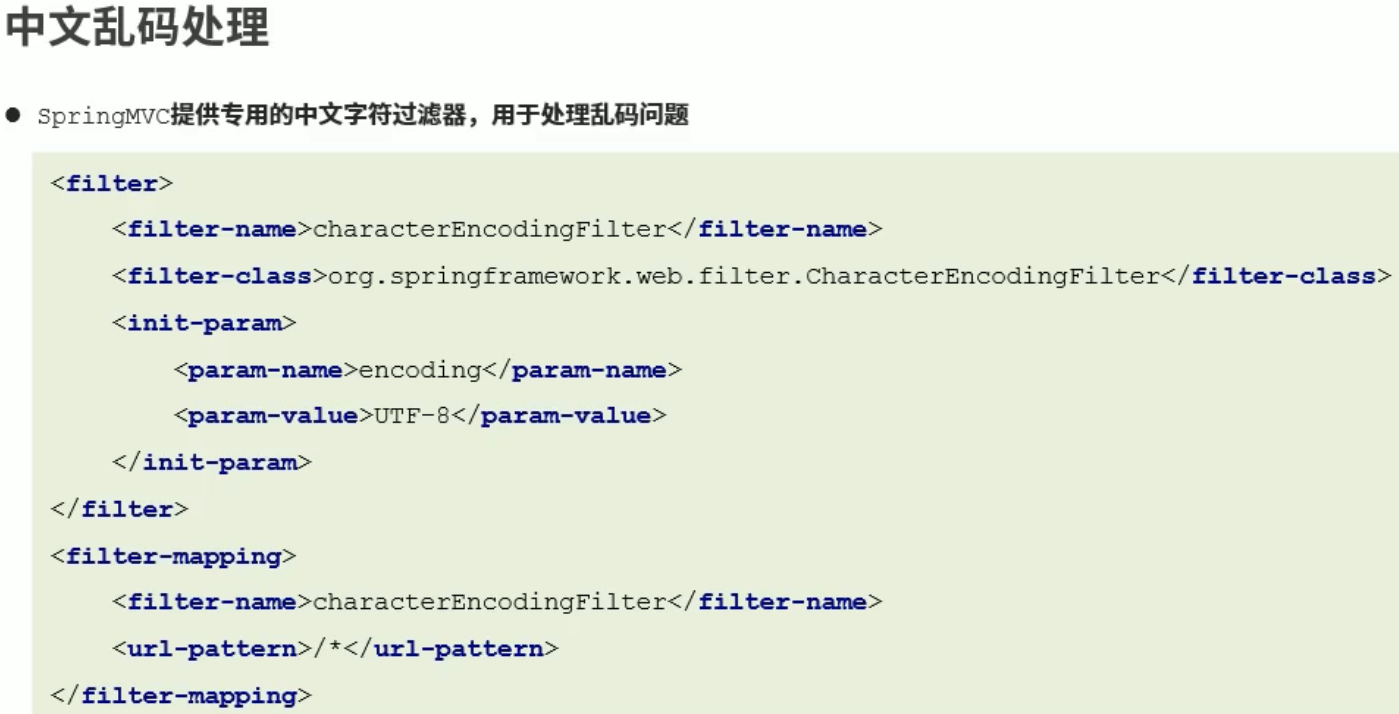 中文乱码处理
● SpringMVC提供专用的中文字符过滤器，用于处理乱码问题
<filter>
    <filter-name>characterEncodingFilter</filter-name>
    <filter-class>org.springframework.web.filter.CharacterEncodingFilter</filter-class>
    <init-param>
        <param-name>encoding</param-name>
        <param-value>UTF-8</param-value>
    </init-param>
</filter>
<filter-mapping>
    <filter-name>characterEncodingFilter</filter-name>
    <url-pattern>/*</url-pattern>
</filter-mapping>